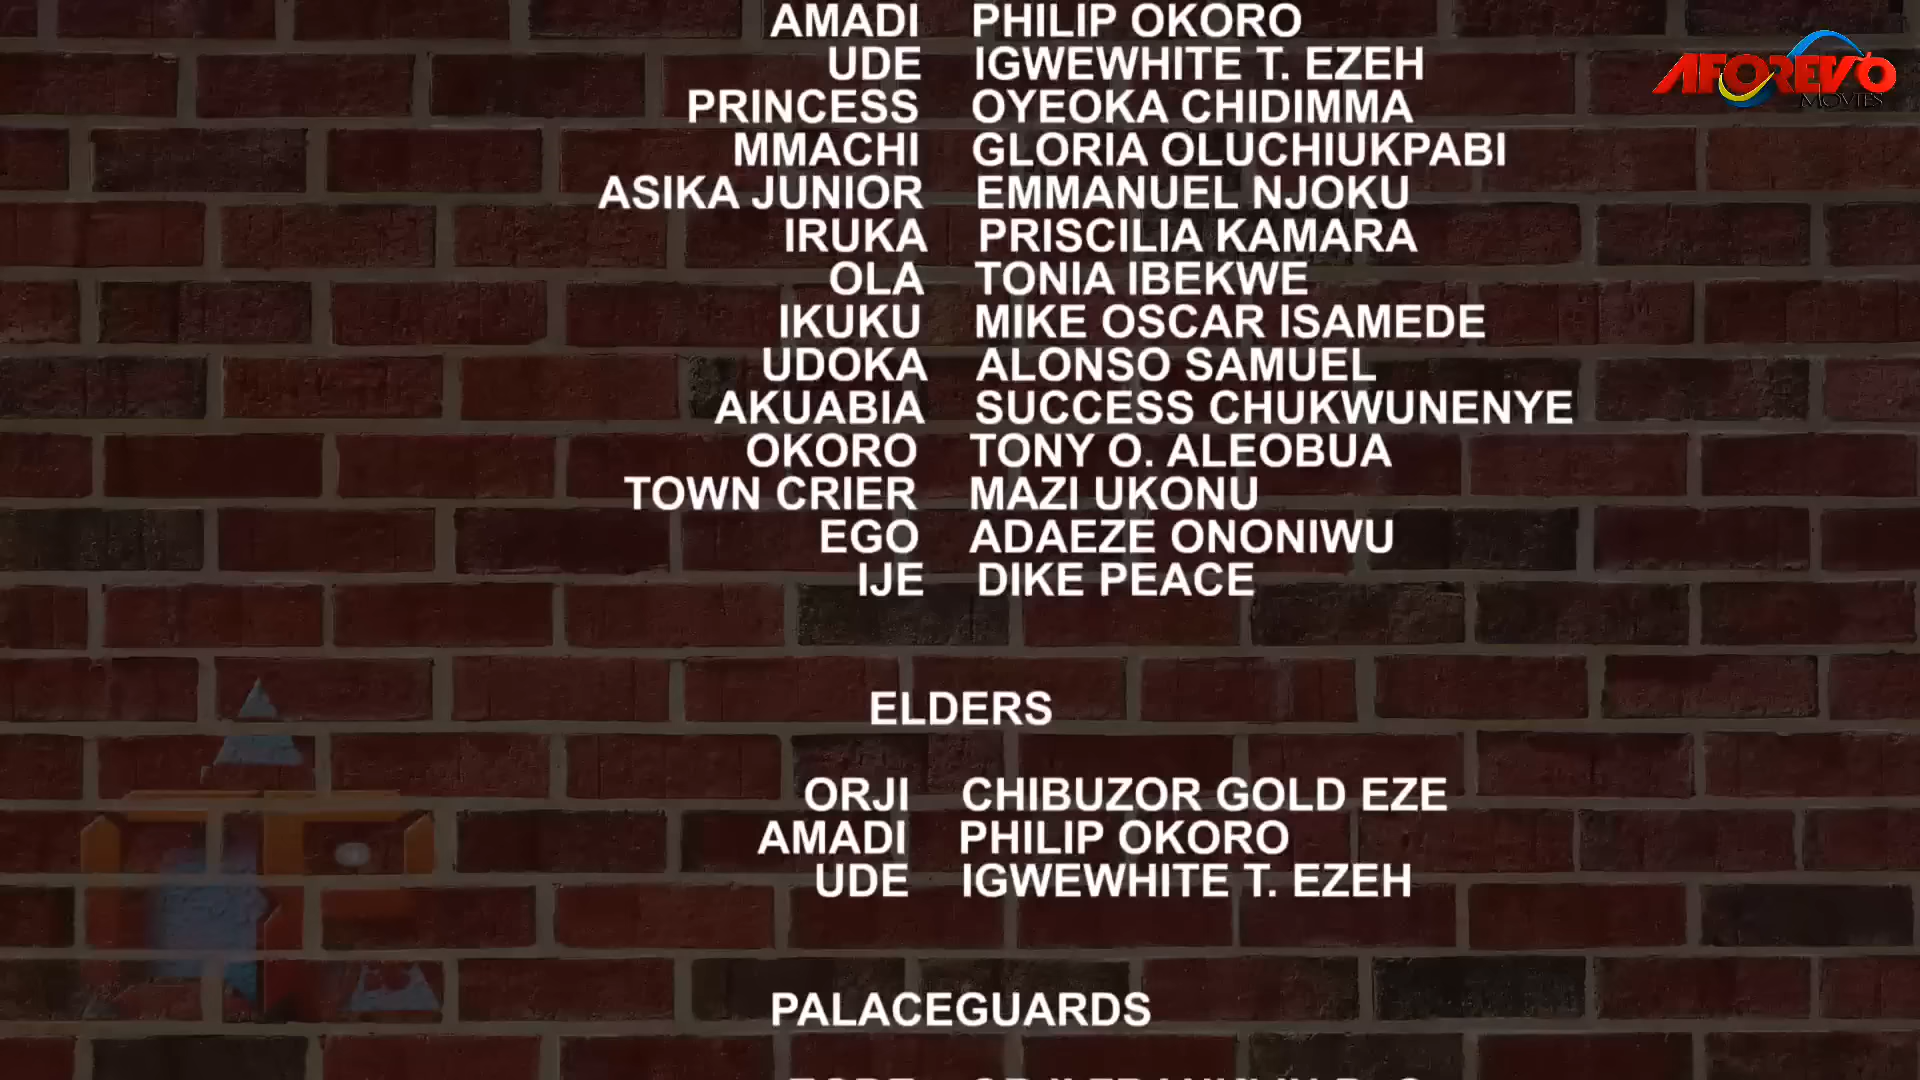 AMADI PHILIP OKORO
UDE IGWEWHITE T. EZEH
PRINCESS OYEOKA CHIDIMMA
MMACHI GLORIA OLUCHIUKPABI
ASIKA JUNIOR EMMANUEL NJOKU
IRUKA PRISCILIA KAMARA
OLA TONIA IBEKWE
IKUKU MIKE OSCAR ISAMEDE
UDOKA ALONSO SAMUEL
AKUABIA SUCCESS CHUKWUNENYE
OKORO TONY O. ALEOBUA
TOWN CRIER MAZI UKONU
EGO ADAEZE ONONIWU
IJE DIKE PEACE
ELDERS
ORJI CHIBUZOR GOLD EZE
AMADI PHILIP OKORO
UDE IGWEWHITE T. EZEH
PALACEGUARDS
AFOREVO
MOVIES